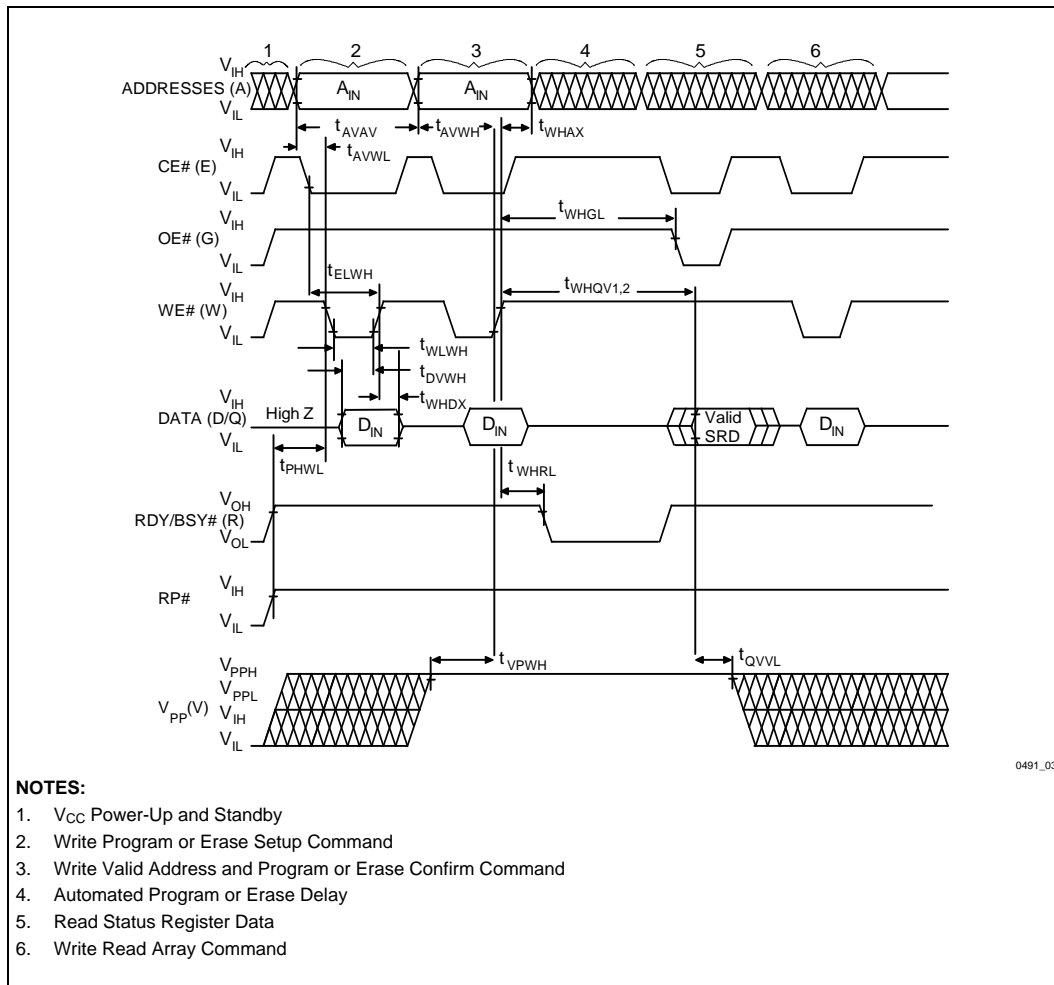 1 2 3 4 5 6
VIH
ADDRESSES (A) AIN AIN
VIL
tAVAV tAVWH tWHAX
VIH tAVWL
CE# (E)
VIL
VIH tWHGL
OE# (G)
VIL
tELWH
VIH tWHQV1,2
WE# (W)
VIL
tWLWH
tDVWH
tWHDX
VIH
DATA (D/Q) High Z DIN DIN Valid SRD DIN
VIL
tPHWL tWHRL
VOH
RDY/BSY# (R)
VOL
VIH
RP#
VIL
tVPWH tQVVL
VPPH
VPPL
VPP(V) VIH
VIL
0491_03
NOTES:
1. VCC Power-Up and Standby
2. Write Program or Erase Setup Command
3. Write Valid Address and Program or Erase Confirm Command
4. Automated Program or Erase Delay
5. Read Status Register Data
6. Write Read Array Command